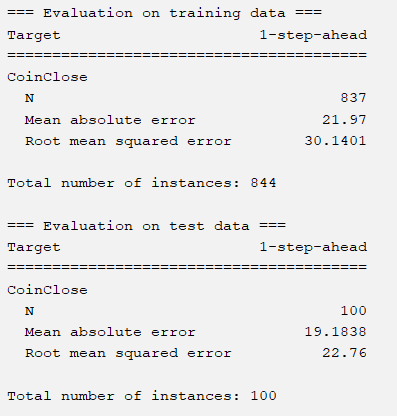 === Evaluation on training data ===
Target 1-step-ahead
========================================
CoinClose
N 837
Mean absolute error 21.97
Root mean squared error 30.1401
Total number of instances: 844
=== Evaluation on test data ===
Target 1-step-ahead
========================================
CoinClose
N 100
Mean absolute error 19.1838
Root mean squared error 22.76
Total number of instances: 100